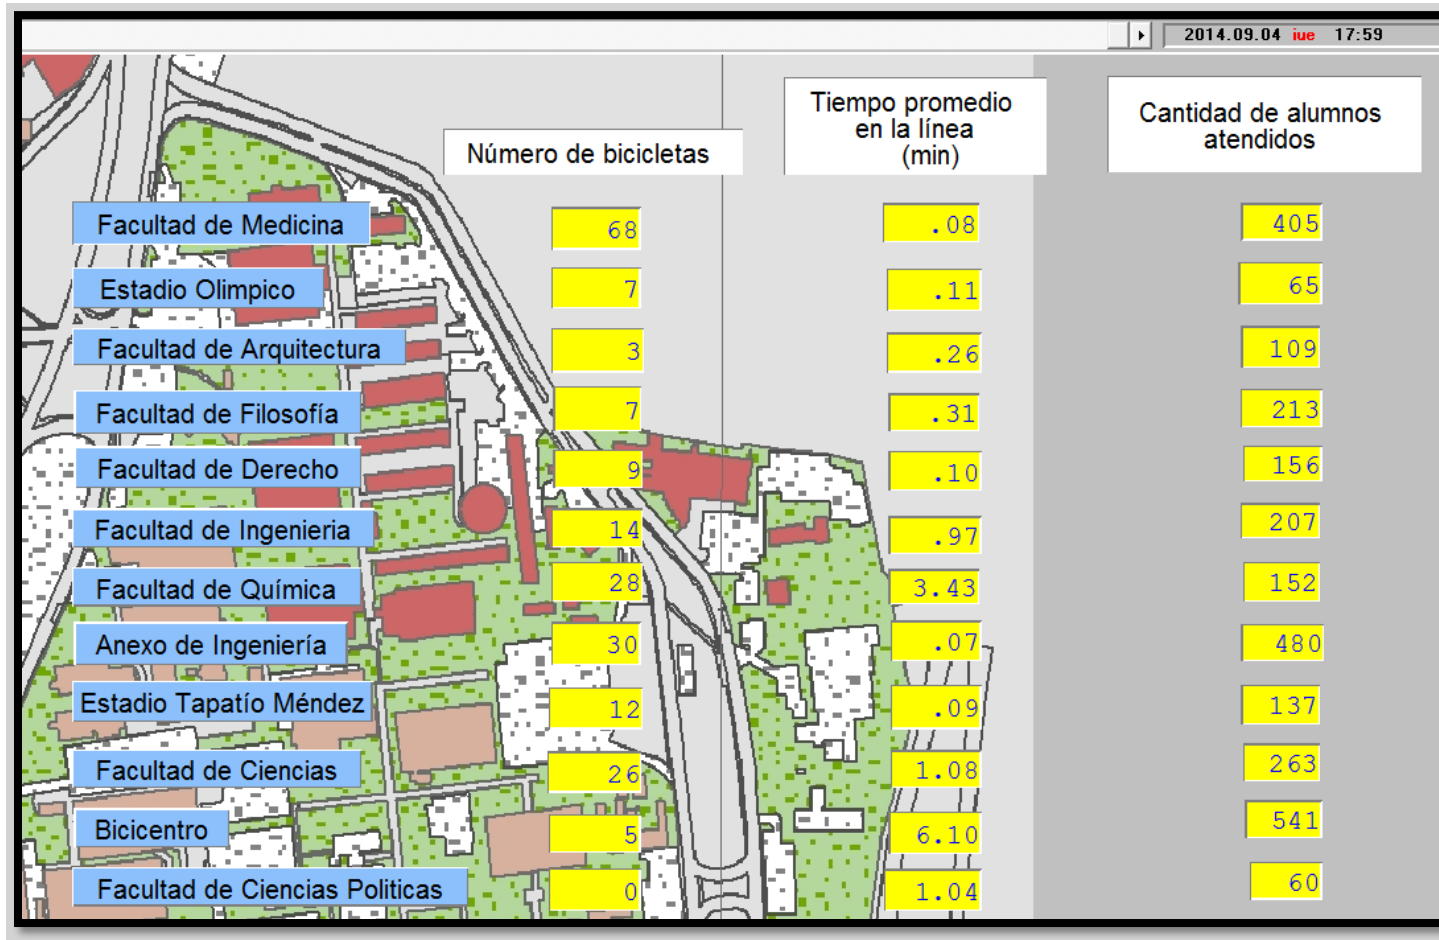 2014.09.04 iue 17:59
Número de bicicletas
Tiempo promedio
en la línea
(min)
Cantidad de alumnos
atendidos
Facultad de Medicina 68 .08 405
Estadio Olimpico 7 .11 65
Facultad de Arquitectura 3 .26 109
Facultad de Filosofía 7 .31 213
Facultad de Derecho 9 .10 156
Facultad de Ingenieria 14 .97 207
Facultad de Química 28 3.43 152
Anexo de Ingeniería 30 .07 480
Estadio Tapatío Méndez 12 .09 137
Facultad de Ciencias 26 1.08 263
Bicicentro 5 6.10 541
Facultad de Ciencias Politicas 0 1.04 60